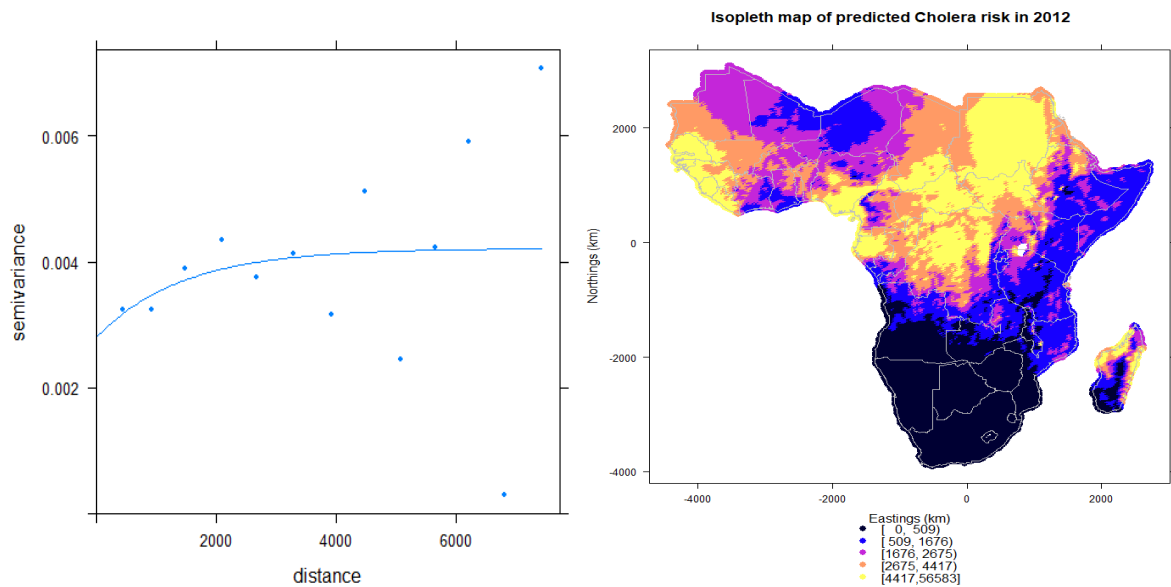 semivariance
0.006
0.004
0.002
2000
4000
6000
distance
Isopleth map of predicted Cholera risk in 2012
Northings (km)
2000
0
-2000
-4000
-4000
-2000
0
2000
Eastings (km)
[ 0, 509)
[ 509, 1676)
[1676, 2675)
[2675, 4417)
[4417,56583]